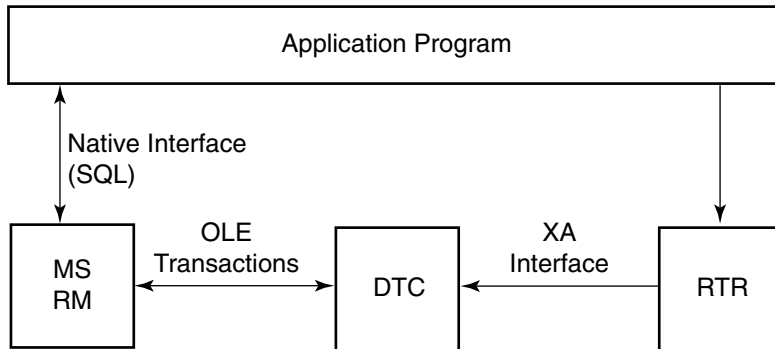 Application Program
Native Interface
(SQL)
OLE
Transactions
XA
Interface
MS
RM
DTC
RTR